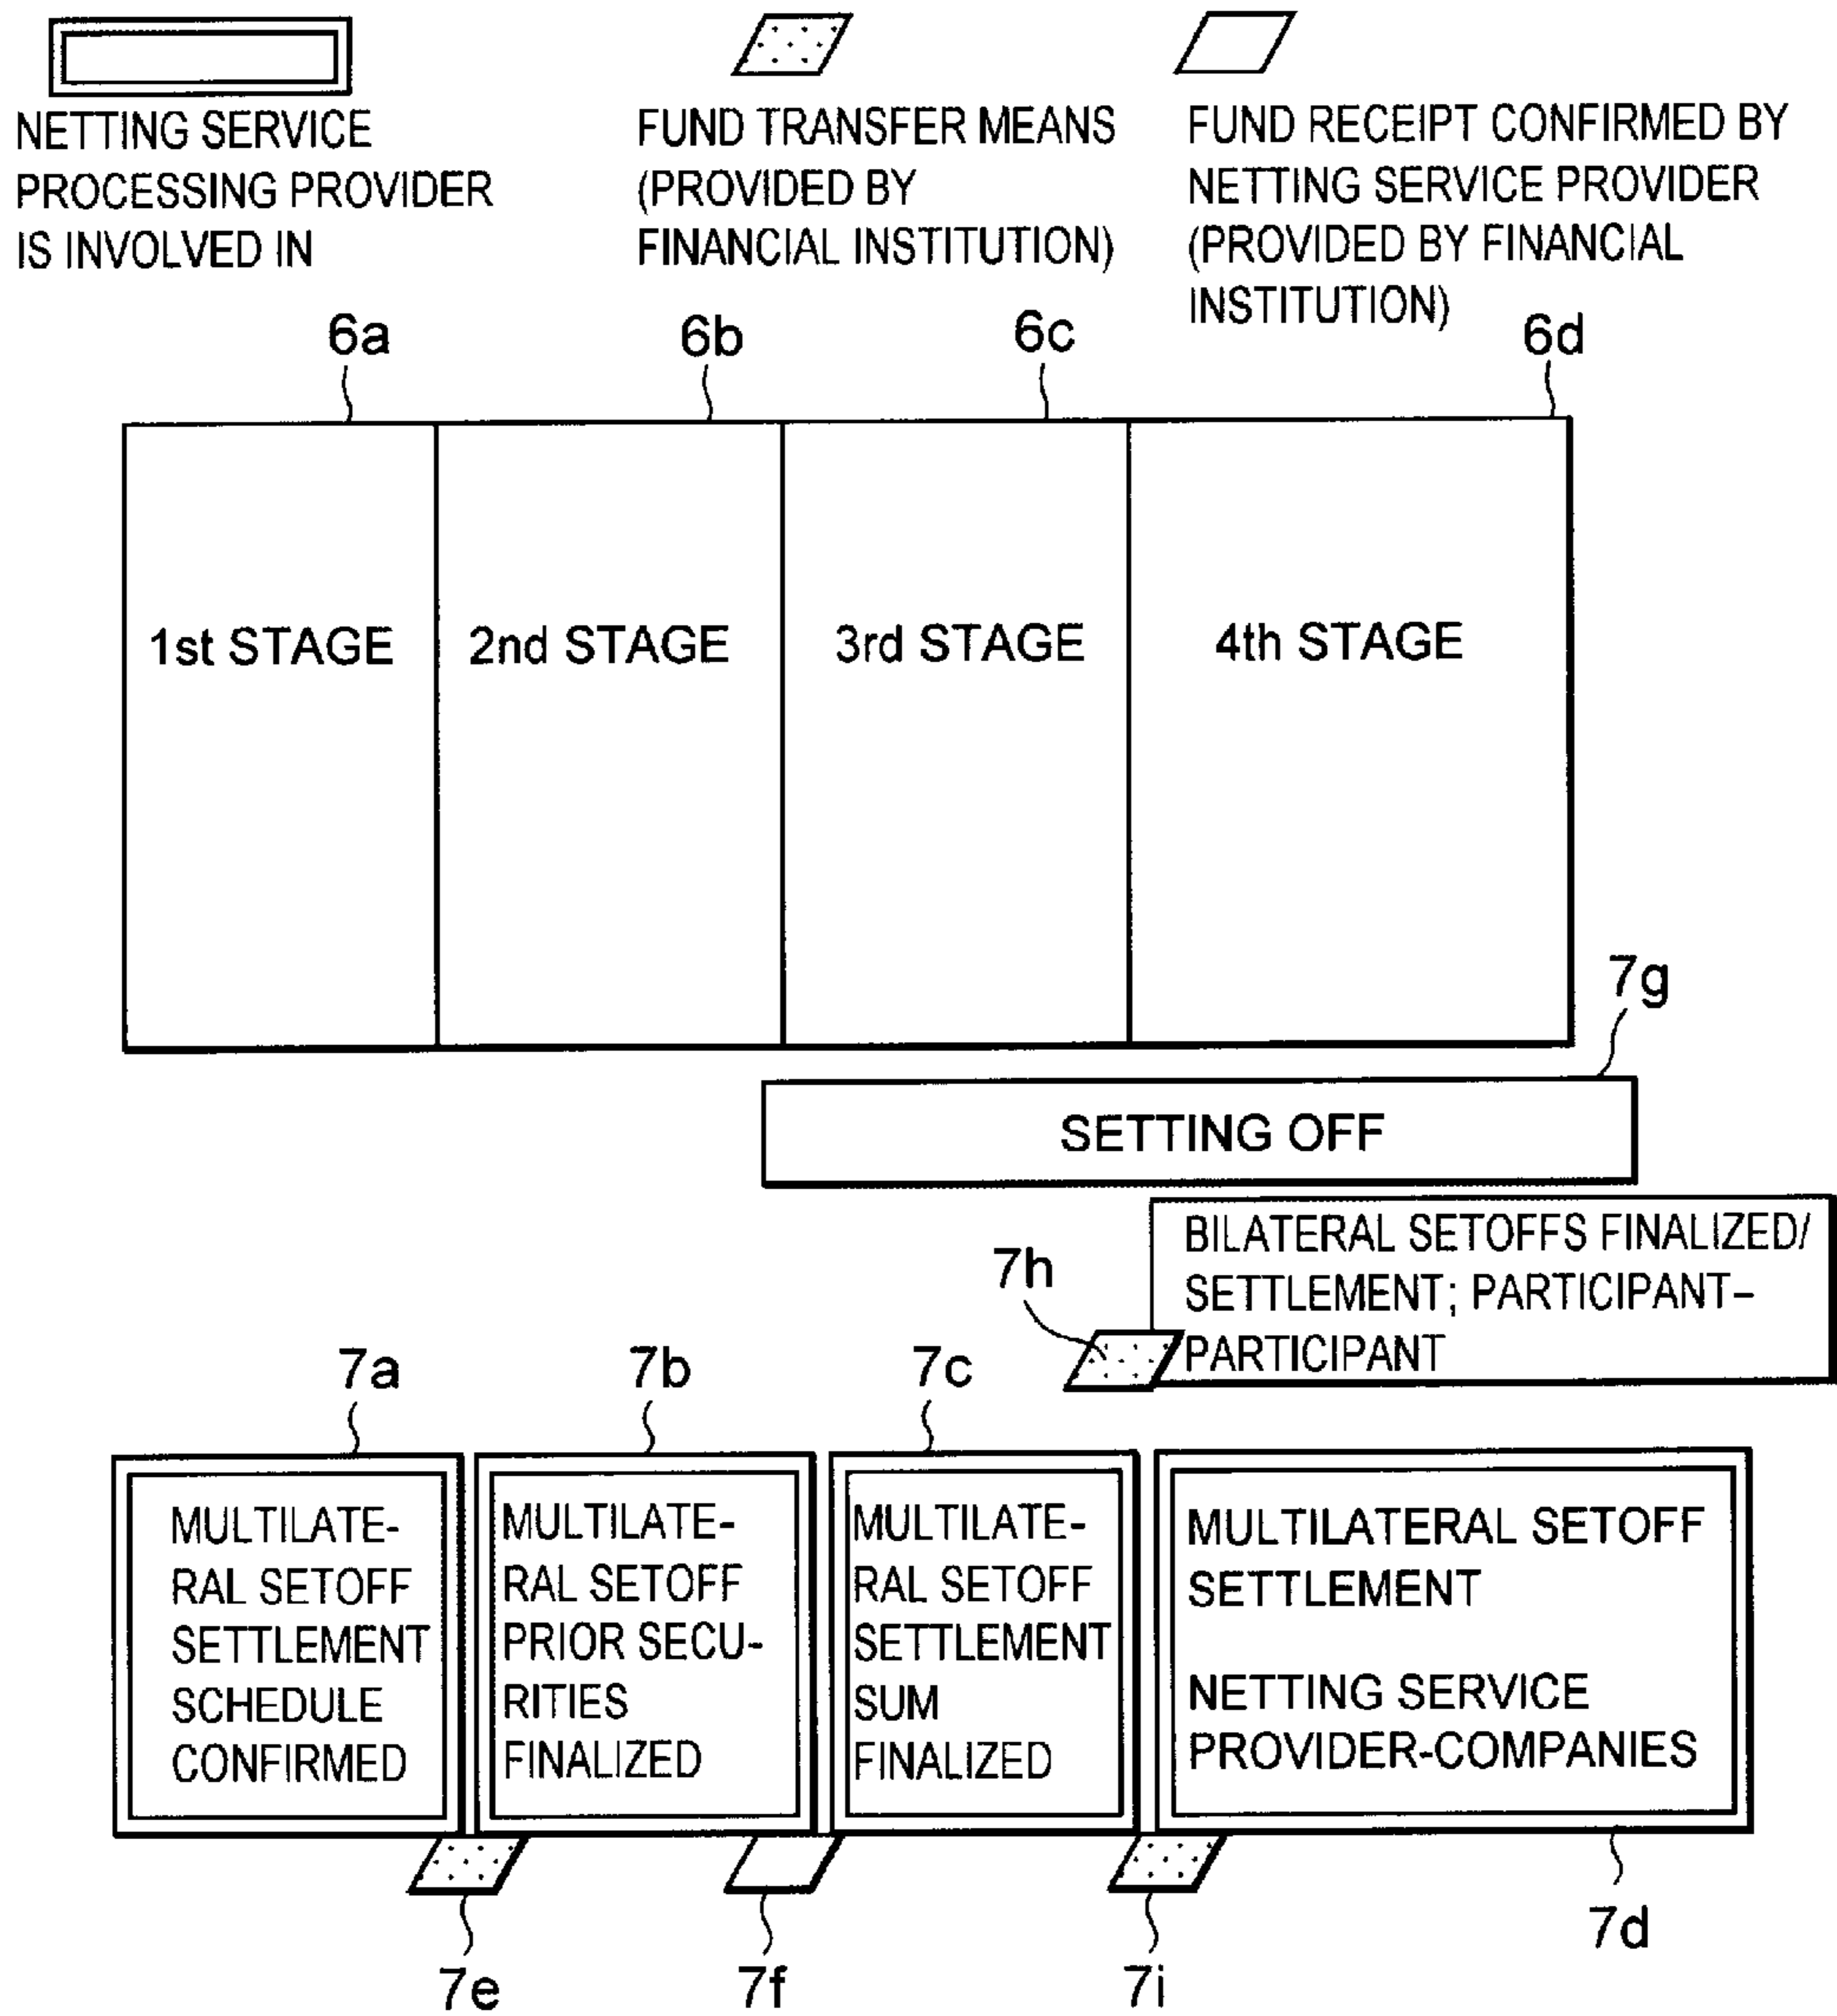 NETTING SERVICE
PROCESSING PROVIDER
IS INVOLVED IN
FUND TRANSFER MEANS
(PROVIDED BY
FINANCIAL INSTITUTION)
FUND RECEIPT CONFIRMED BY
NETTING SERVICE PROVIDER
(PROVIDED BY FINANCIAL
INSTITUTION)
6a
6b
6c
6d
1st STAGE
2nd STAGE
3rd STAGE
4th STAGE
7g
SETTING OFF
7h
BILATERAL SETOFFS FINALIZED/
SETTLEMENT; PARTICIPANT–
PARTICIPANT
7a
7b
7c
MULTILATE-
RAL SETOFF
SETTLEMENT
SCHEDULE
CONFIRMED
MULTILATE-
RAL SETOFF
PRIOR SECU-
RITIES
FINALIZED
MULTILATE-
RAL SETOFF
SETTLEMENT
SUM
FINALIZED
MULTILATERAL SETOFF
SETTLEMENT
NETTING SERVICE
PROVIDER-COMPANIES
7e
7f
7i
7d